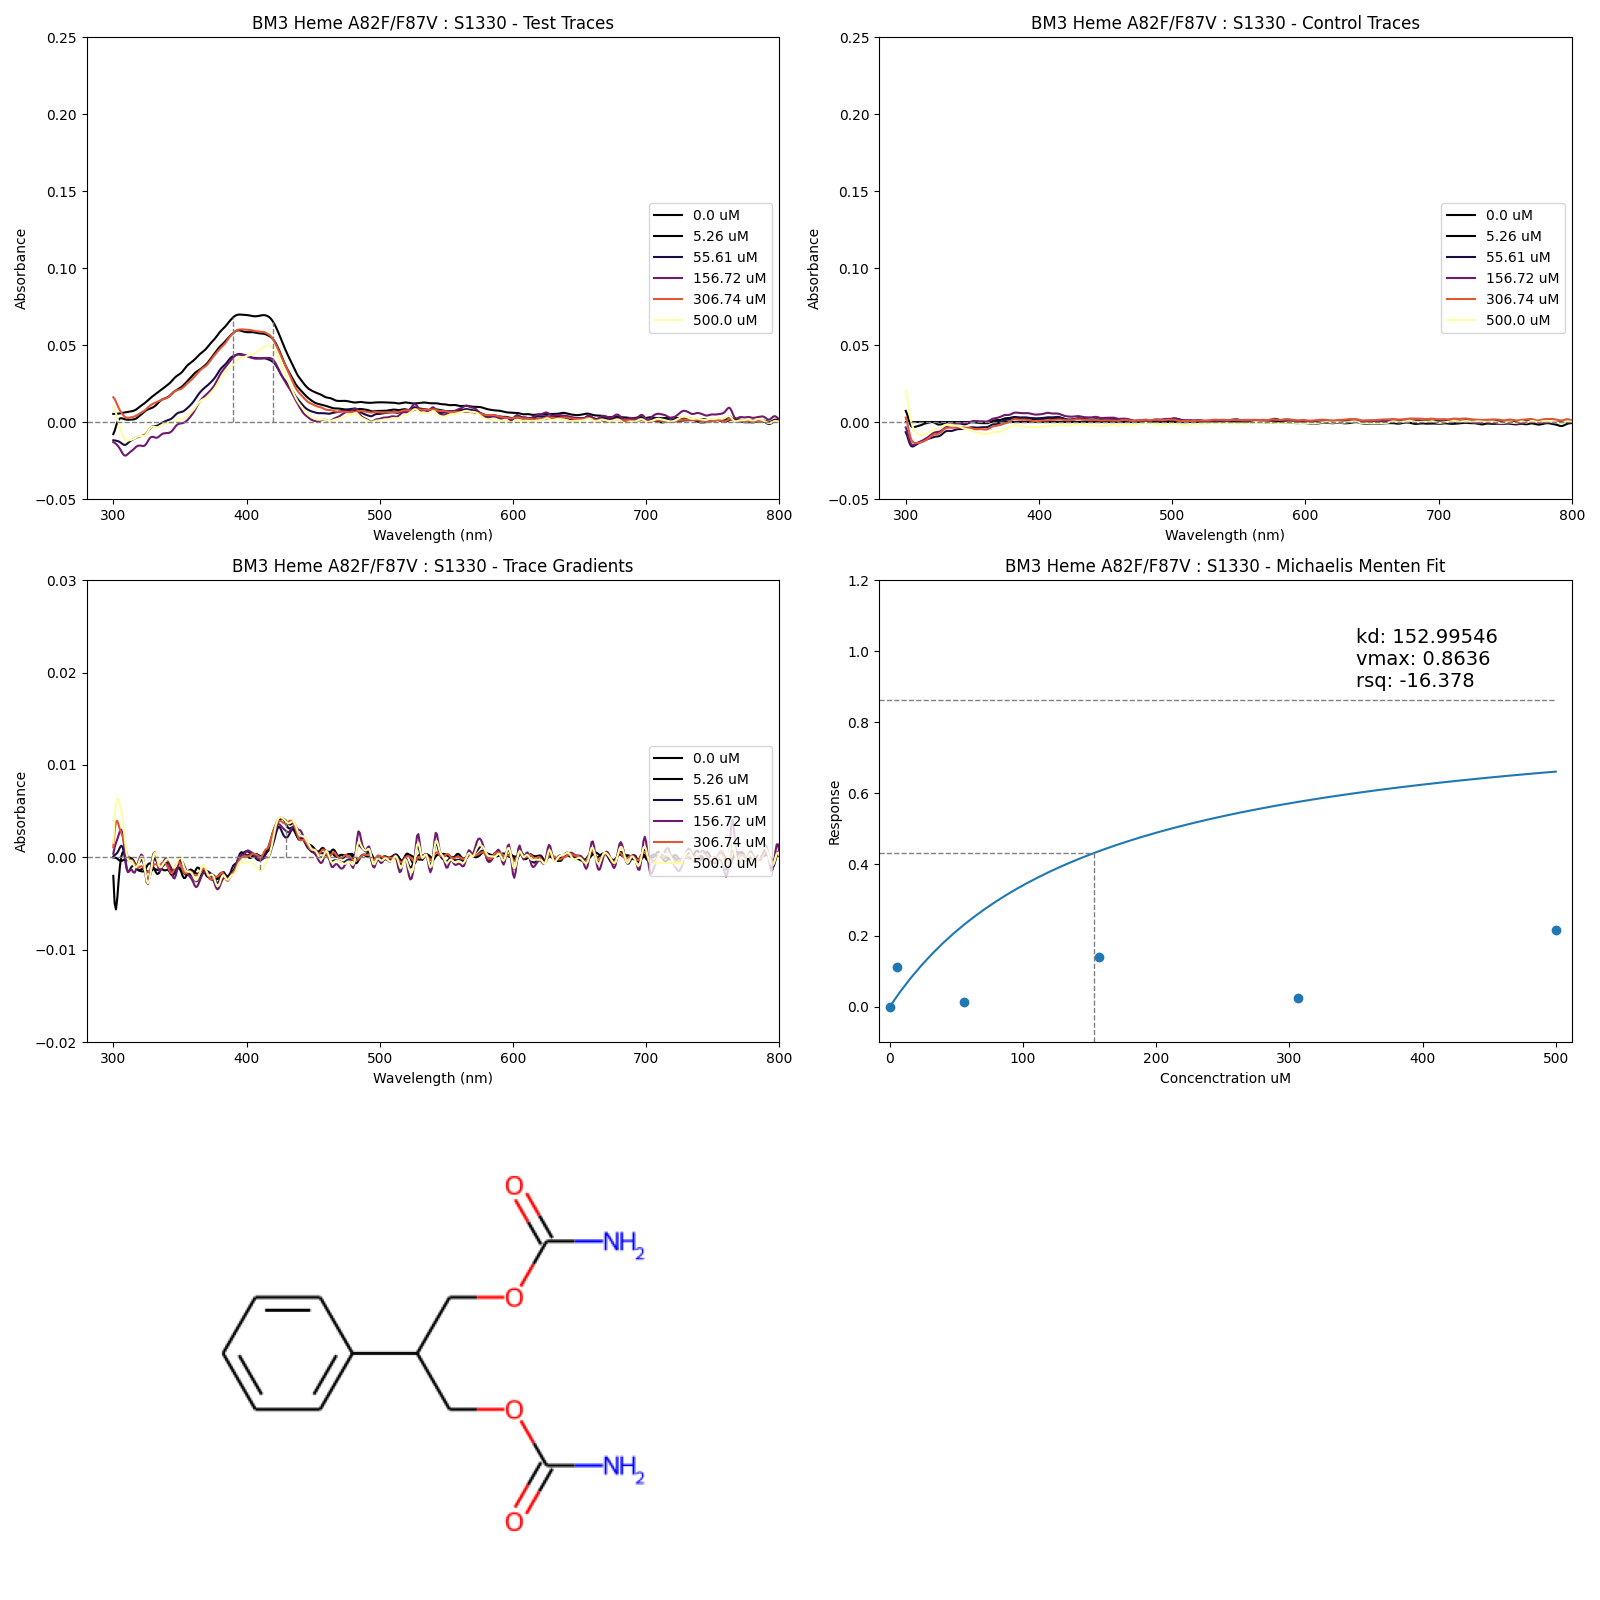 BM3 Heme A82F/F87V : S1330 - Test Traces
0.25
0.20
0.15
0.10
0.05
0.00
−0.05
Absorbance
0.0 uM
5.26 uM
55.61 uM
156.72 uM
306.74 uM
500.0 uM
300
400
500
600
700
800
Wavelength (nm)
BM3 Heme A82F/F87V : S1330 - Control Traces
0.25
0.20
0.15
0.10
0.05
0.00
−0.05
Absorbance
0.0 uM
5.26 uM
55.61 uM
156.72 uM
306.74 uM
500.0 uM
300
400
500
600
700
800
Wavelength (nm)
BM3 Heme A82F/F87V : S1330 - Trace Gradients
0.03
0.02
0.01
0.00
−0.01
−0.02
Absorbance
0.0 uM
5.26 uM
55.61 uM
156.72 uM
306.74 uM
500.0 uM
300
400
500
600
700
800
Wavelength (nm)
BM3 Heme A82F/F87V : S1330 - Michaelis Menten Fit
1.2
1.0
0.8
0.6
0.4
0.2
0.0
Response
kd: 152.99546
vmax: 0.8636
rsq: -16.378
0
100
200
300
400
500
Concenctration uM
O
NH2
O
O
NH2
O